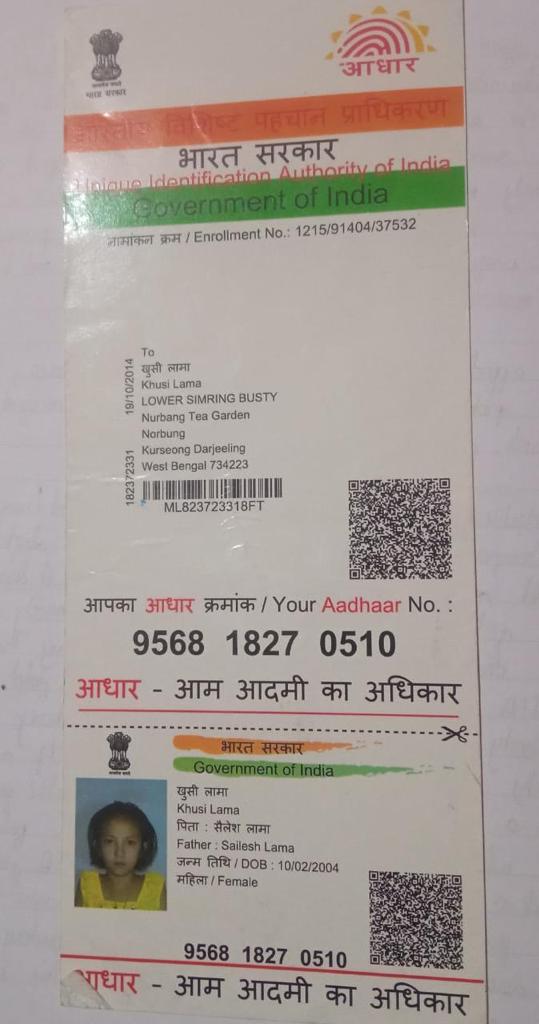 आधार
सत्यमेव जयते
भारत सरकार
भारतीय विशिष्ट पहचान प्राधिकरण
भारत सरकार
Unique Identification Authority of India
Government of India
नामांकन क्रम / Enrollment No.: 1215/91404/37532
19/10/2014
182372331
To
खुसी लामा
Khusi Lama
LOWER SIMRING BUSTY
Nurbang Tea Garden
Norbung
Kurseong Darjeeling
West Bengal 734223
ML823723318FT
आपका आधार क्रमांक / Your Aadhaar No. :
9568 1827 0510
आधार - आम आदमी का अधिकार
भारत सरकार
Government of India
खुसी लामा
Khusi Lama
पिता : सैलेश लामा
Father : Sailesh Lama
जन्म तिथि / DOB : 10/02/2004
महिला / Female
9568 1827 0510
आधार - आम आदमी का अधिकार